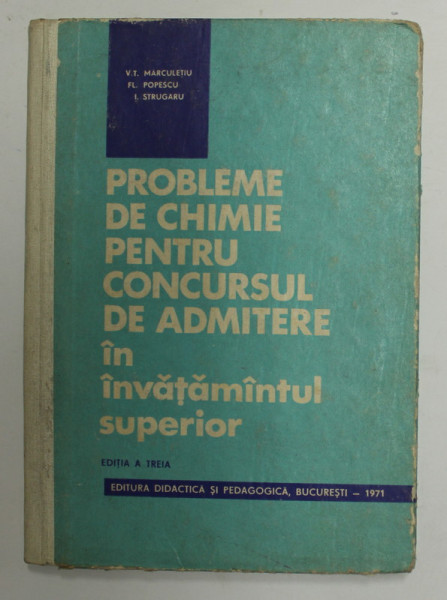 V.T. MĂRCULEȚIU
FL. POPESCU
I. STRUGARU
PROBLEME
DE CHIMIE
PENTRU
CONCURSUL
DE ADMITERE
în
învățămîntul
superior
EDIȚIA A TREIA
EDITURA DIDACTICĂ ȘI PEDAGOGICĂ, BUCUREȘTI – 1971